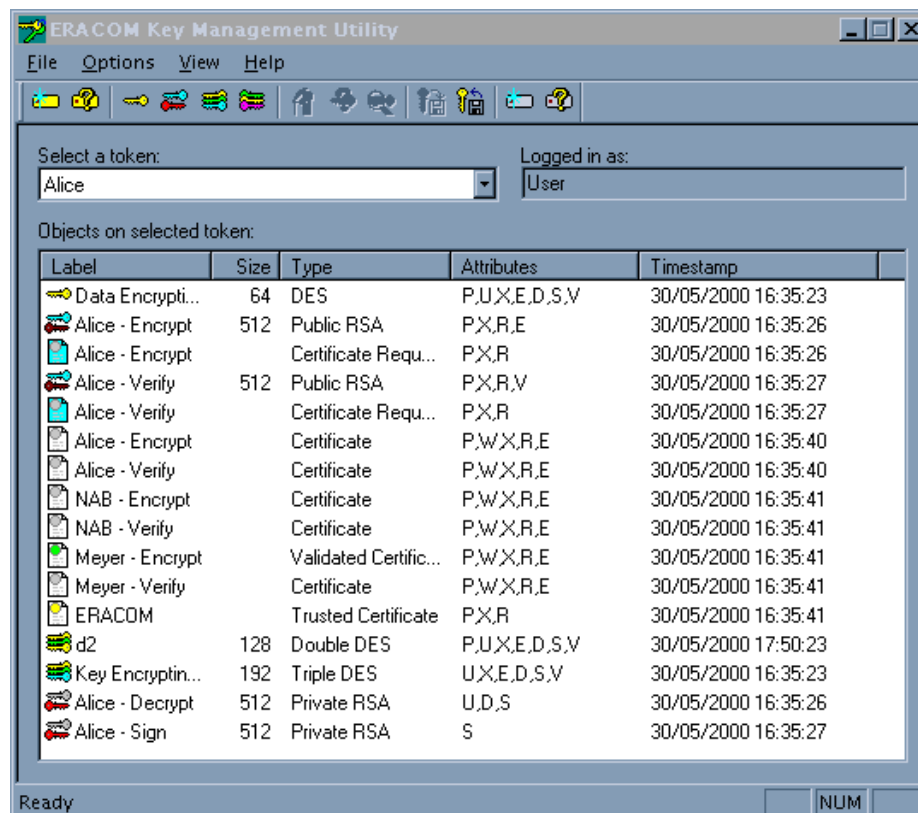 ERACOM Key Management Utility
File Options View Help
Select a token: Logged in as:
Alice User
Objects on selected token:
Label Size Type Attributes Timestamp
Data Encrypti... 64 DES P,U,X,E,D,S,V 30/05/2000 16:35:23
Alice - Encrypt 512 Public RSA P,X,R,E 30/05/2000 16:35:26
Alice - Encrypt Certificate Requ... P,X,R 30/05/2000 16:35:26
Alice - Verify 512 Public RSA P,X,R,V 30/05/2000 16:35:27
Alice - Verify Certificate Requ... P,X,R 30/05/2000 16:35:27
Alice - Encrypt Certificate P,W,X,R,E 30/05/2000 16:35:40
Alice - Verify Certificate P,W,X,R,E 30/05/2000 16:35:40
NAB - Encrypt Certificate P,W,X,R,E 30/05/2000 16:35:41
NAB - Verify Certificate P,W,X,R,E 30/05/2000 16:35:41
Meyer - Encrypt Validated Certific... P,W,X,R,E 30/05/2000 16:35:41
Meyer - Verify Certificate P,W,X,R,E 30/05/2000 16:35:41
ERACOM Trusted Certificate P,X,R 30/05/2000 16:35:41
d2 128 Double DES P,U,X,E,D,S,V 30/05/2000 17:50:23
Key Encryptin... 192 Triple DES U,X,E,D,S,V 30/05/2000 16:35:23
Alice - Decrypt 512 Private RSA U,D,S 30/05/2000 16:35:26
Alice - Sign 512 Private RSA S 30/05/2000 16:35:27
Ready NUM